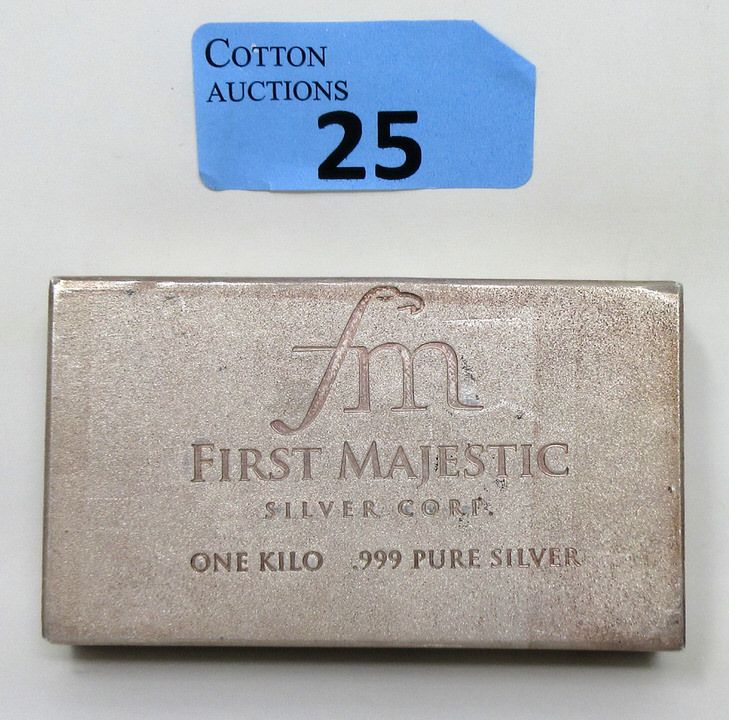 COTTON
AUCTIONS
25
fm
FIRST MAJESTIC
SILVER CORP.
ONE KILO .999 PURE SILVER